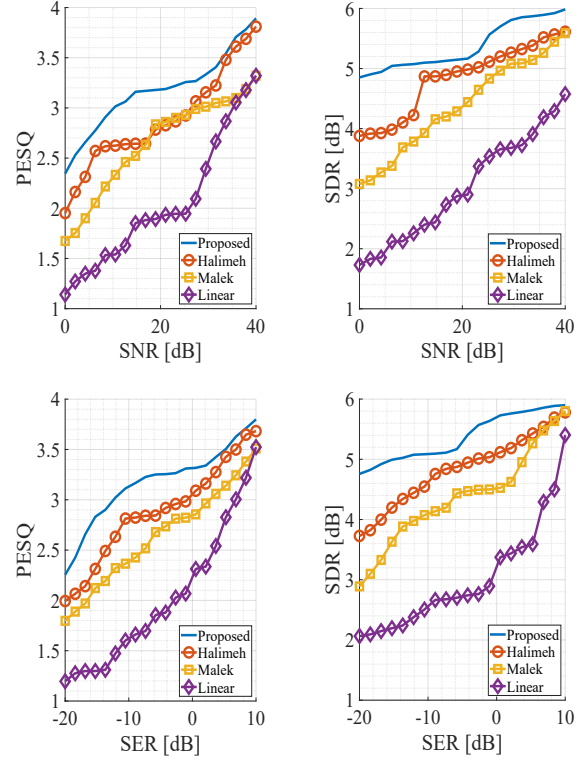 4
3.5
3
2.5
2
1.5
1
PESQ
0
20
40
SNR [dB]
Proposed
Halimeh
Malek
Linear
6
5
4
3
2
1
SDR [dB]
0
20
40
SNR [dB]
Proposed
Halimeh
Malek
Linear
4
3.5
3
2.5
2
1.5
1
PESQ
-20
-10
0
10
SER [dB]
Proposed
Halimeh
Malek
Linear
6
5
4
3
2
1
SDR [dB]
-20
-10
0
10
SER [dB]
Proposed
Halimeh
Malek
Linear